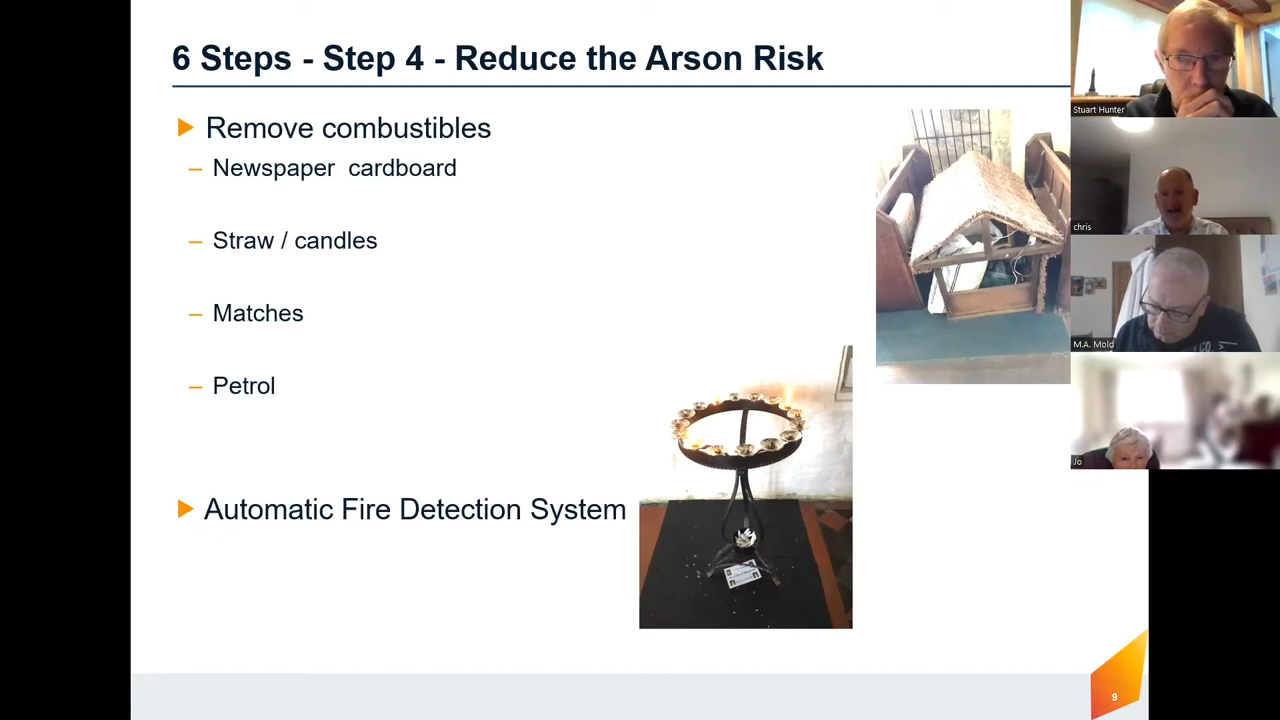 6 Steps - Step 4 - Reduce the Arson Risk
Remove combustibles
– Newspaper cardboard
– Straw / candles
– Matches
– Petrol
Automatic Fire Detection System
9
Stuart Hunter
chris
M.A. Mold
Jo